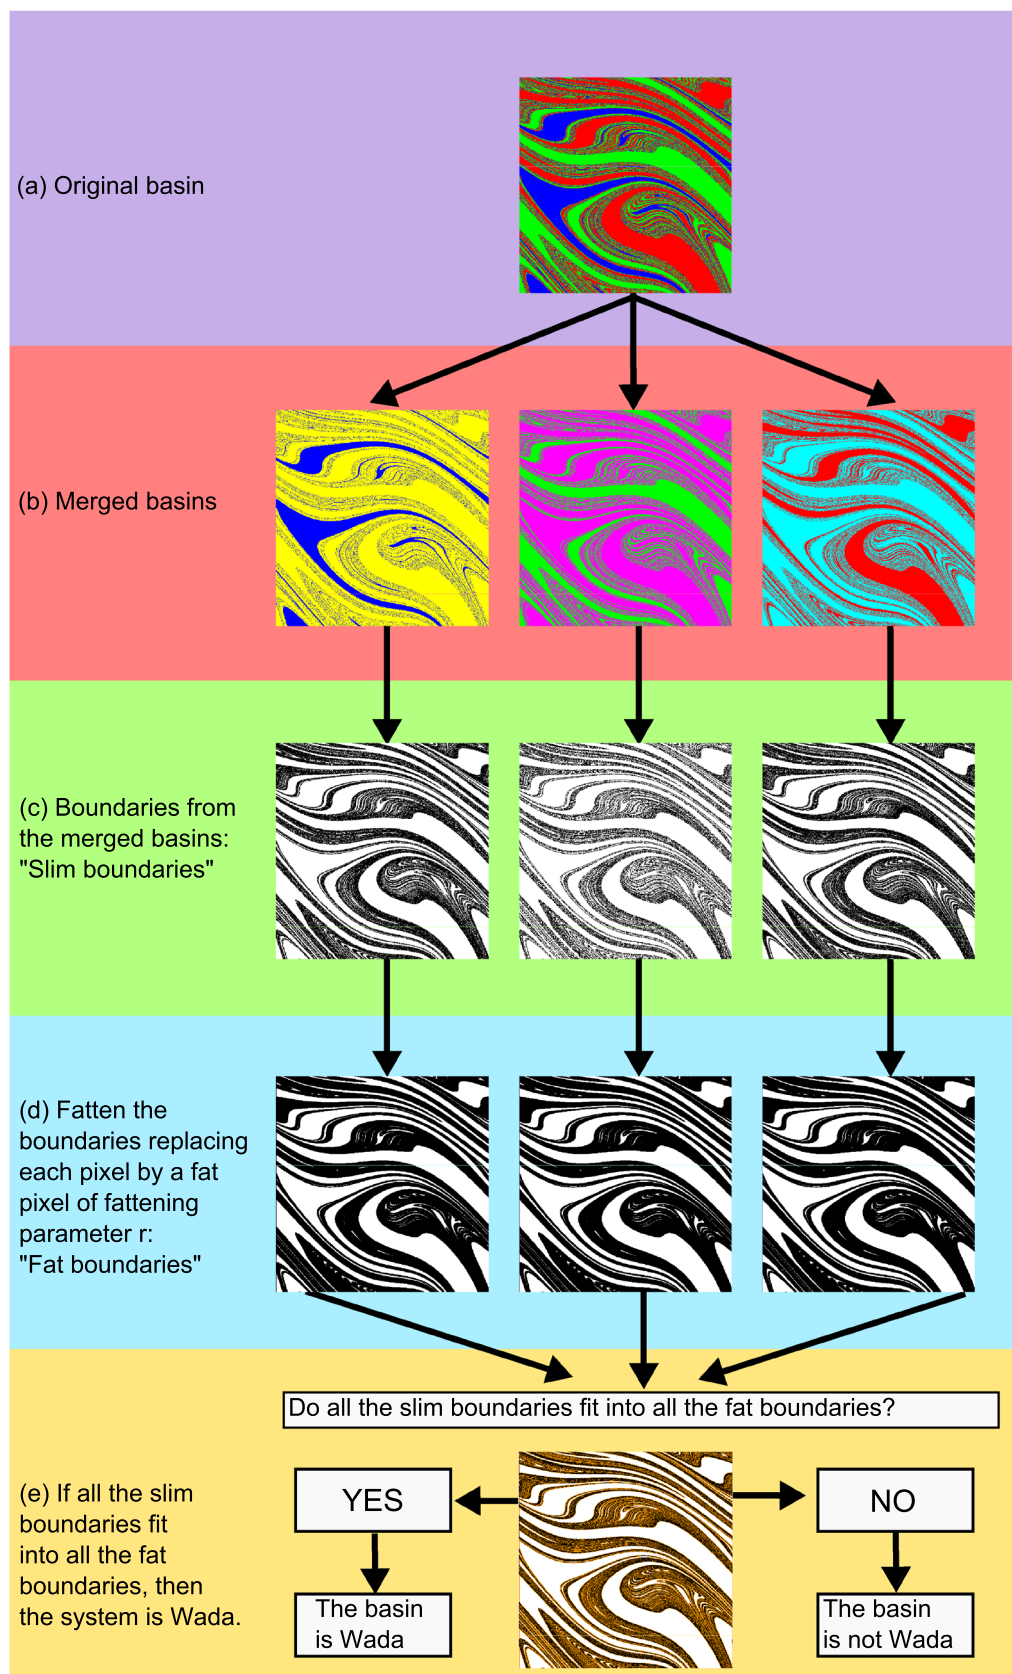 (a) Original basin
(b) Merged basins
(c) Boundaries from
the merged basins:
"Slim boundaries"
(d) Fatten the
boundaries replacing
each pixel by a fat
pixel of fattening
parameter r:
"Fat boundaries"
Do all the slim boundaries fit into all the fat boundaries?
(e) If all the slim
boundaries fit
into all the fat
boundaries, then
the system is Wada.
YES
NO
The basin
is Wada
The basin
is not Wada